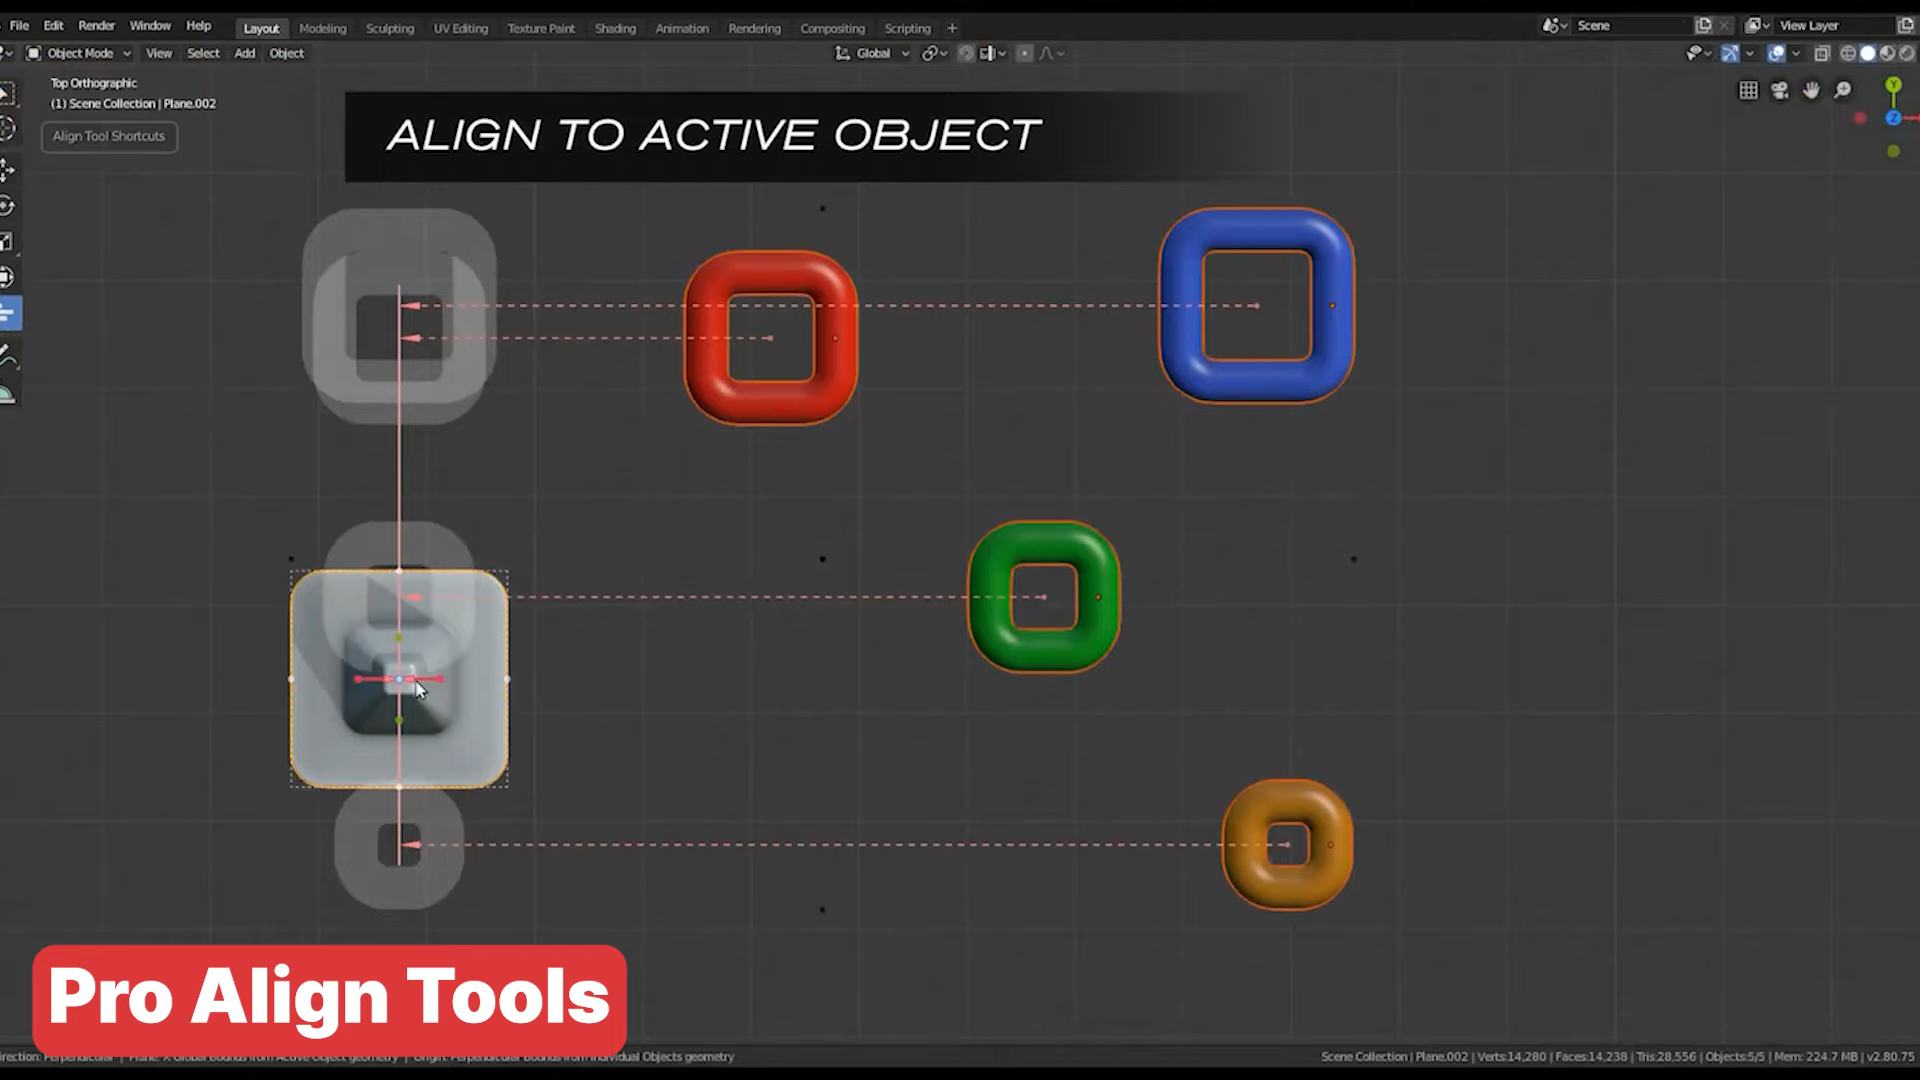 File Edit Render Window Help Layout Modeling Sculpting UV Editing Texture Paint Shading Animation Rendering Compositing Scripting + Scene View Layer
Object Mode View Select Add Object Global
Top Orthographic
(1) Scene Collection | Plane.002
Align Tool Shortcuts
ALIGN TO ACTIVE OBJECT
Y
Z
Pro Align Tools
Scene Collection | Plane.002 | Verts:14,280 | Faces:14,238 | Tris:28,556 | Objects:5/5 | Mem: 224.7 MB | v2.80.75